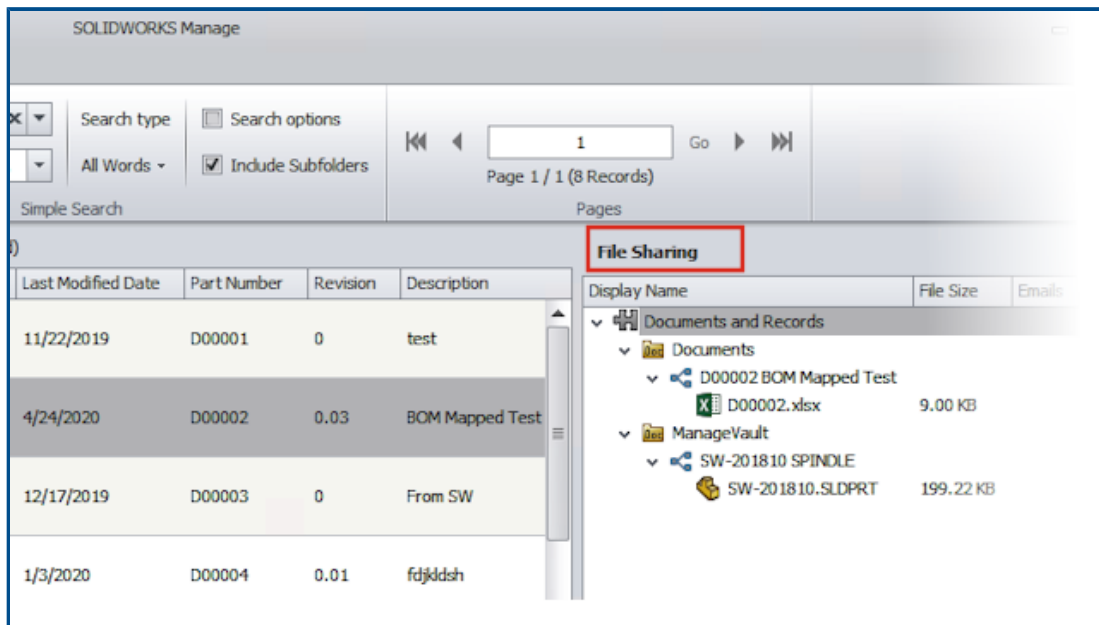 SOLIDWORKS Manage
Search type
Search options
1
Go
All Words
Include Subfolders
Page 1 / 1 (8 Records)
Simple Search
Pages
File Sharing
Last Modified Date Part Number Revision Description
Display Name File Size Emails
11/22/2019 D00001 0 test
4/24/2020 D00002 0.03 BOM Mapped Test
12/17/2019 D00003 0 From SW
1/3/2020 D00004 0.01 fdjkldsh
Documents and Records
Documents
D00002 BOM Mapped Test
D00002.xlsx 9.00 KB
ManageVault
SW-201810 SPINDLE
SW-201810.SLDPRT 199.22 KB